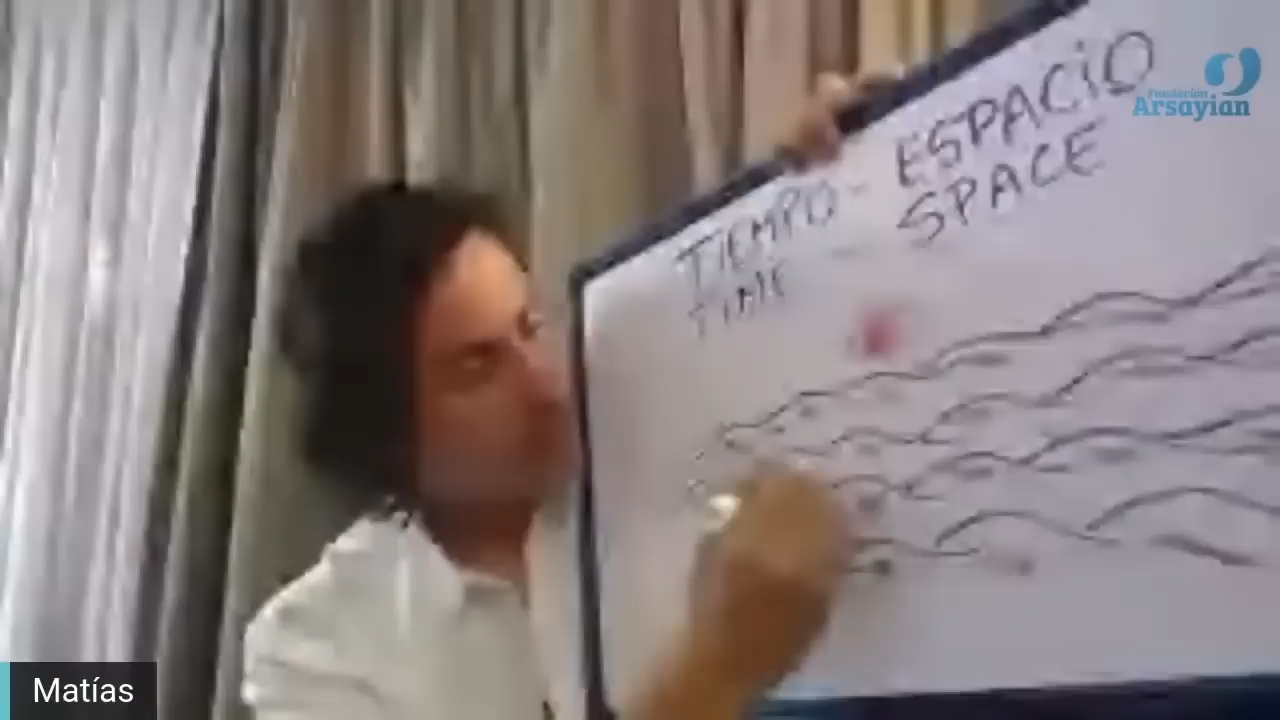 TIEMPO - ESPACIO
TIME - SPACE
Fundación
Arsayian
Matías